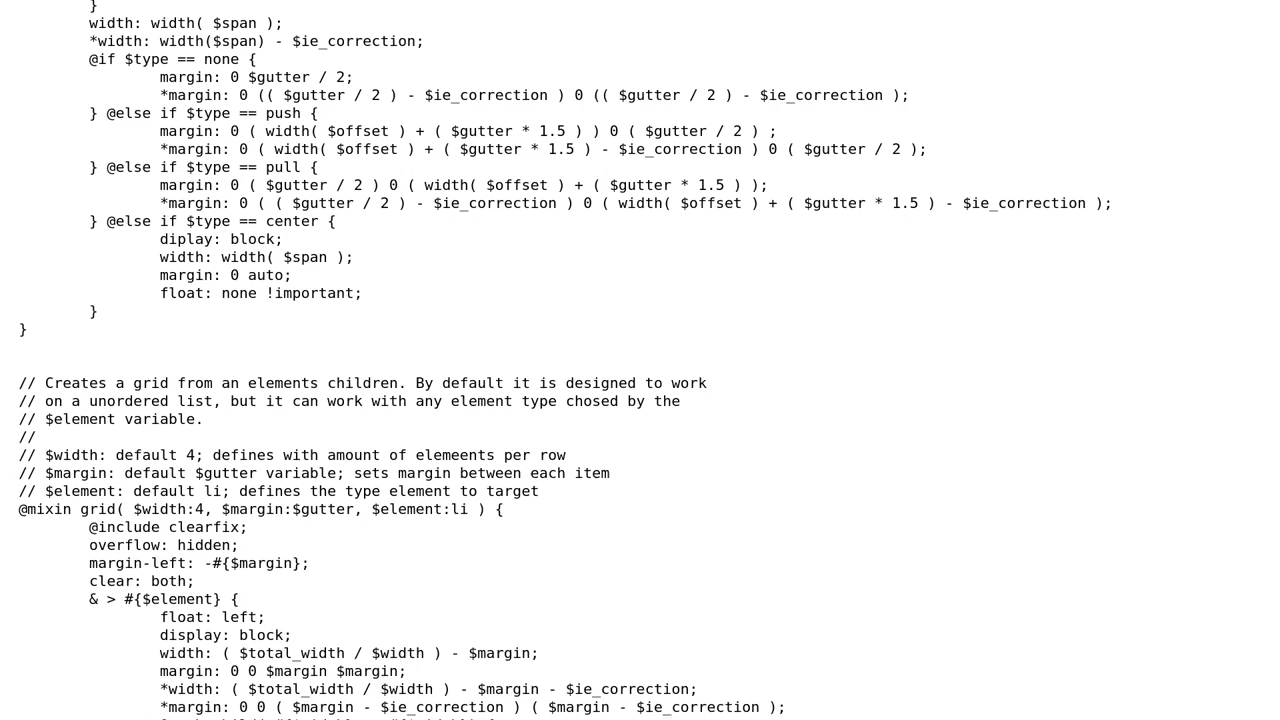 }
width: width( $span );
*width: width($span) - $ie_correction;
@if $type == none {
margin: 0 $gutter / 2;
*margin: 0 (( $gutter / 2 ) - $ie_correction ) 0 (( $gutter / 2 ) - $ie_correction );
} @else if $type == push {
margin: 0 ( width( $offset ) + ( $gutter * 1.5 ) ) 0 ( $gutter / 2 ) ;
*margin: 0 ( width( $offset ) + ( $gutter * 1.5 ) - $ie_correction ) 0 ( $gutter / 2 );
} @else if $type == pull {
margin: 0 ( $gutter / 2 ) 0 ( width( $offset ) + ( $gutter * 1.5 ) );
*margin: 0 ( ( $gutter / 2 ) - $ie_correction ) 0 ( width( $offset ) + ( $gutter * 1.5 ) - $ie_correction );
} @else if $type == center {
diplay: block;
width: width( $span );
margin: 0 auto;
float: none !important;
}
}
// Creates a grid from an elements children. By default it is designed to work
// on a unordered list, but it can work with any element type chosed by the
// $element variable.
//
// $width: default 4; defines with amount of elemeents per row
// $margin: default $gutter variable; sets margin between each item
// $element: default li; defines the type element to target
@mixin grid( $width:4, $margin:$gutter, $element:li ) {
@include clearfix;
overflow: hidden;
margin-left: -#{$margin};
clear: both;
& > #{$element} {
float: left;
display: block;
width: ( $total_width / $width ) - $margin;
margin: 0 0 $margin $margin;
*width: ( $total_width / $width ) - $margin - $ie_correction;
*margin: 0 0 ( $margin - $ie_correction ) ( $margin - $ie_correction );